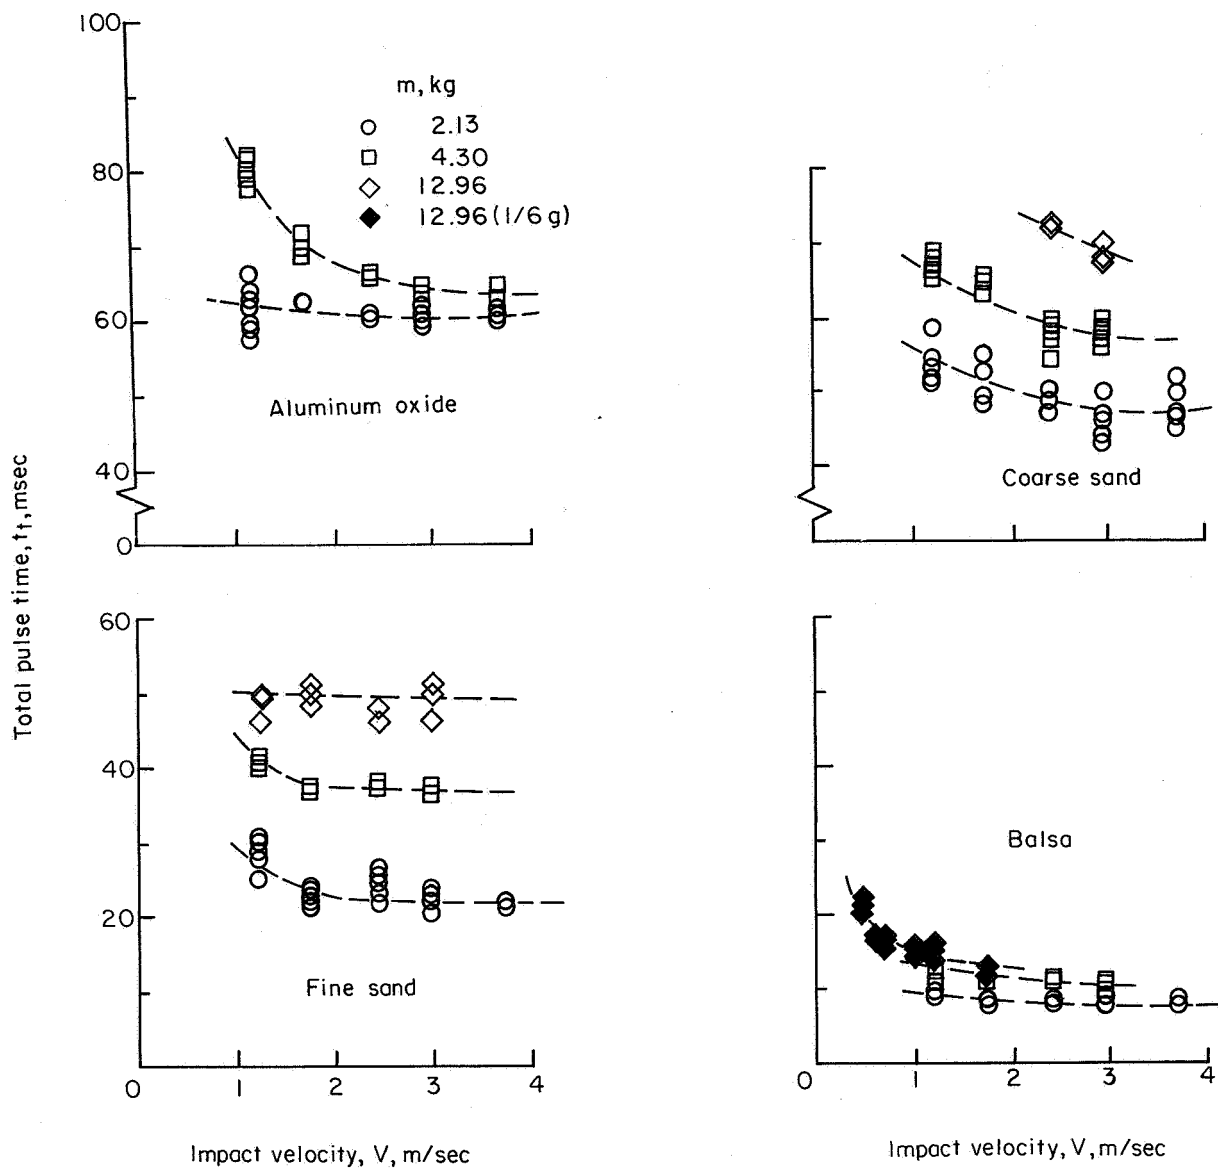 100
80
60
40
0
m, kg
2.13
4.30
12.96
12.96 (1/6 g)
Aluminum oxide
Coarse sand
Total pulse time, t₁, msec
60
40
20
0 1 2 3 4
Fine sand
Impact velocity, V, m/sec
Balsa
0 1 2 3 4
Impact velocity, V, m/sec